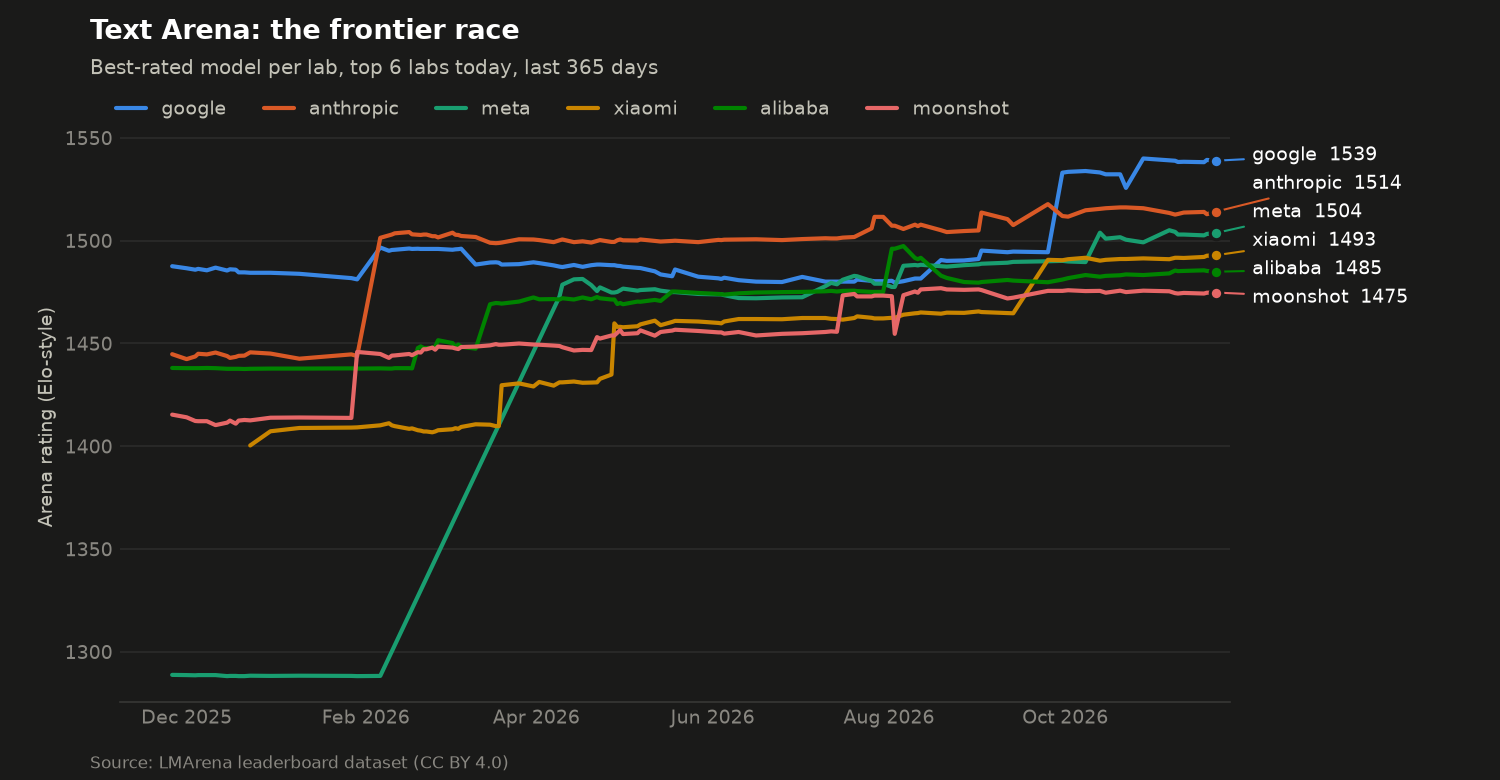 Text Arena: the frontier race
Best-rated model per lab, top 6 labs today, last 365 days
google anthropic meta xiaomi alibaba moonshot
1550
1500
1450
1400
1350
1300
Arena rating (Elo-style)
google 1539
anthropic 1514
meta 1504
xiaomi 1493
alibaba 1485
moonshot 1475
Dec 2025 Feb 2026 Apr 2026 Jun 2026 Aug 2026 Oct 2026
Source: LMArena leaderboard dataset (CC BY 4.0)